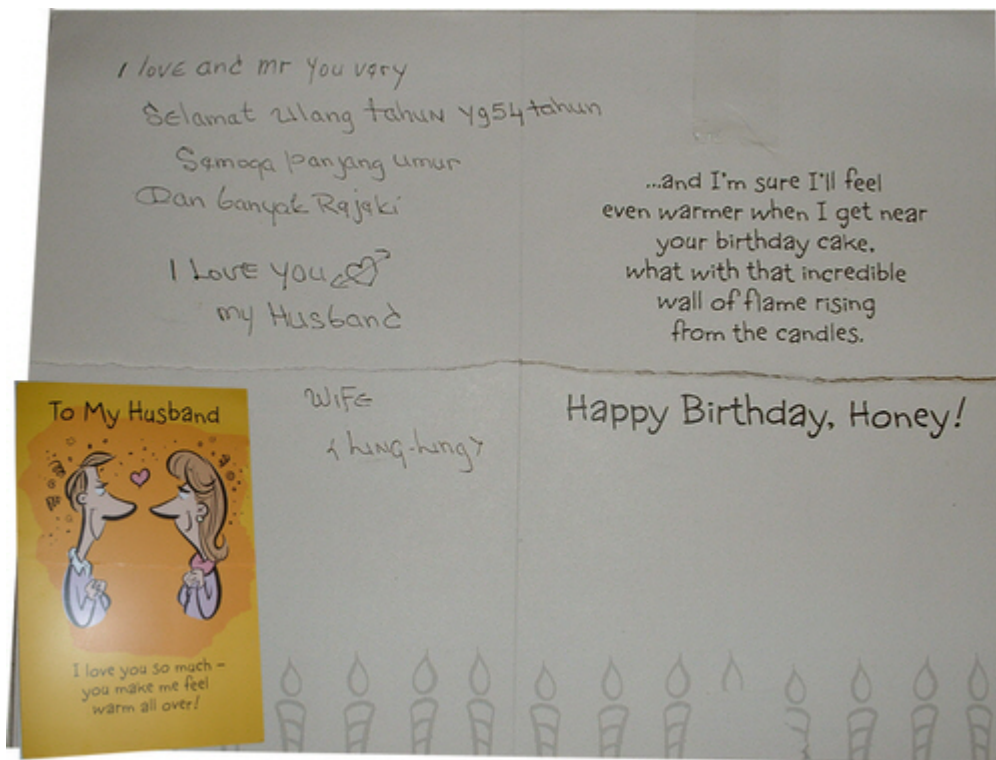 I love and mr you very
Selamat ulang tahun yg54 tahun
Semoga panjang umur
Dan banyak Rejeki
I Love you
my Husband
Wife
...and I'm sure I'll feel
even warmer when I get near
your birthday cake,
what with that incredible
wall of flame rising
from the candles.
Happy Birthday, Honey!
To My Husband
I love you so much –
you make me feel
warm all over!